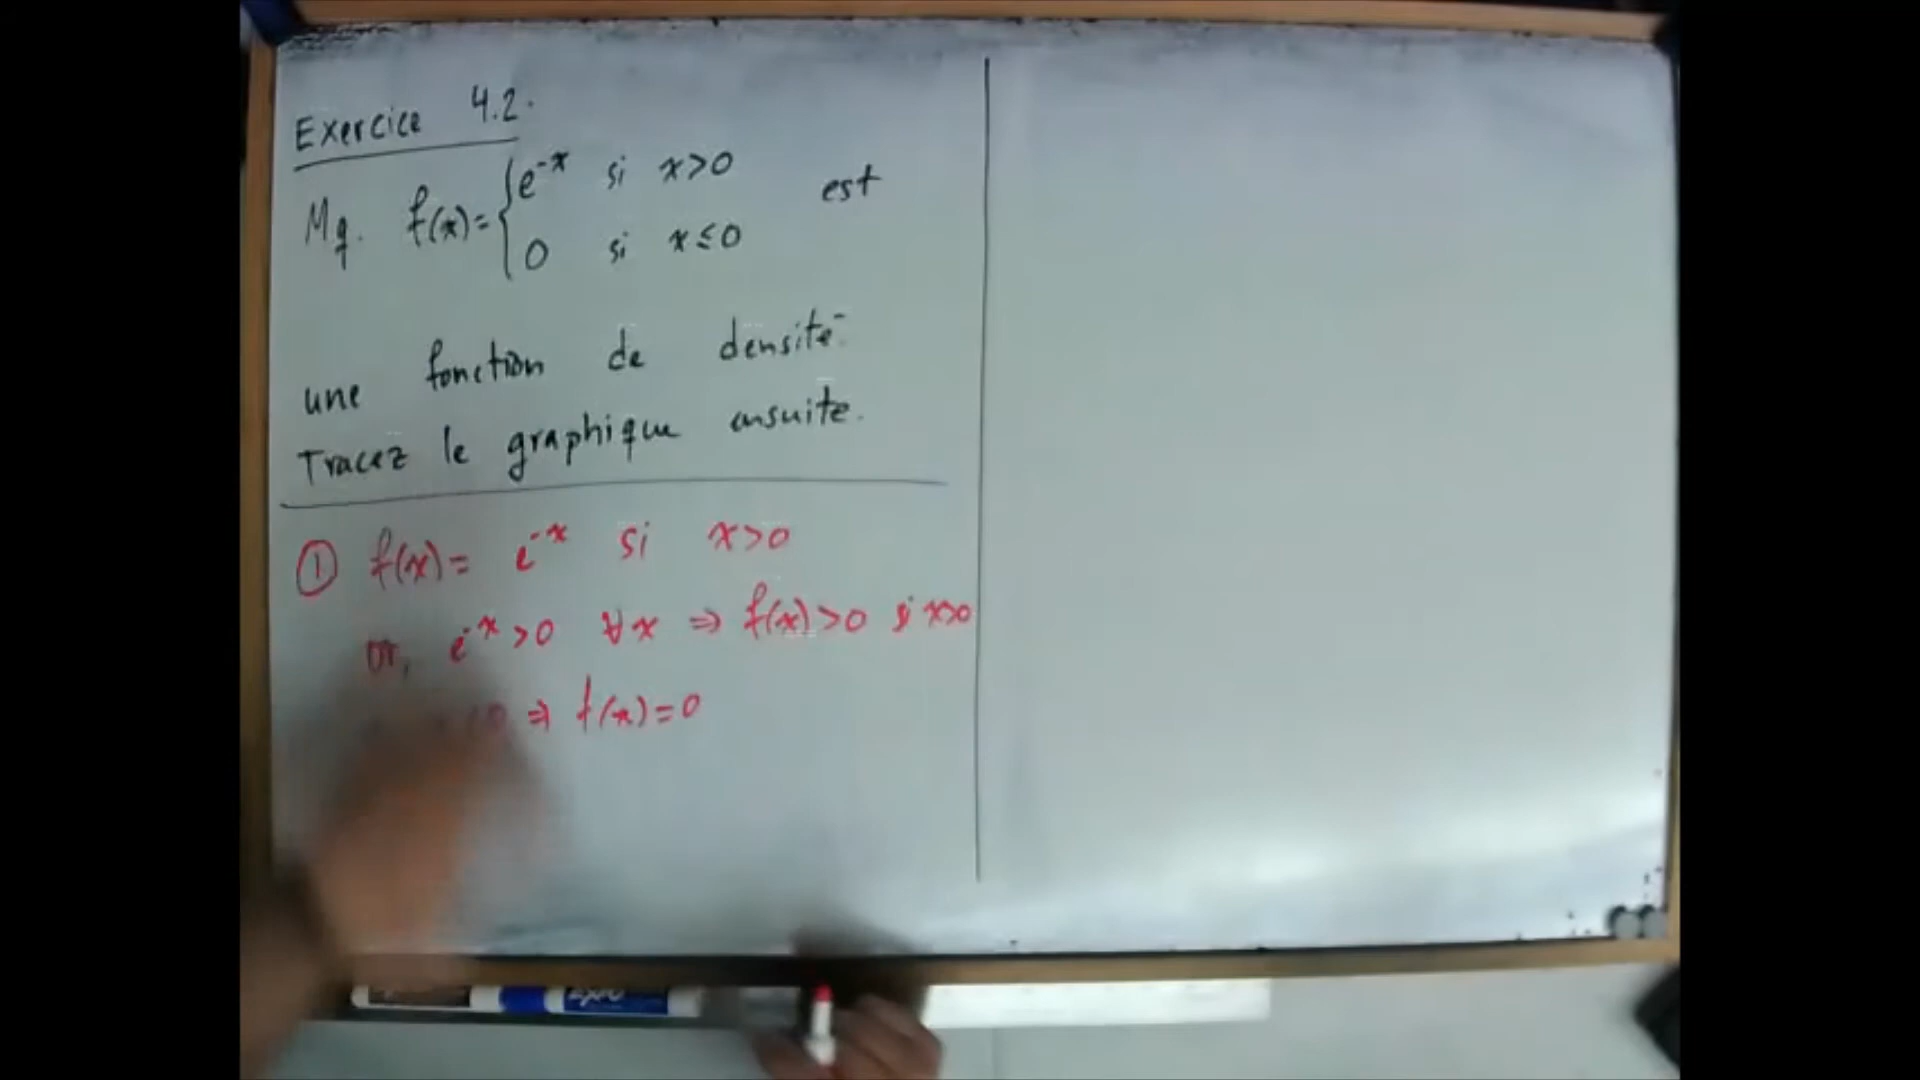 Exercice 4.2.
Mq. f(x)= { e^-x si x>0 est
0 si x≤0
une fonction de densité.
Tracez le graphique ensuite.
① f(x)= e^-x si x>0
or, e^-x >0 ∀x ⇒ f(x)>0 si x>0
⇒ f(x)=0